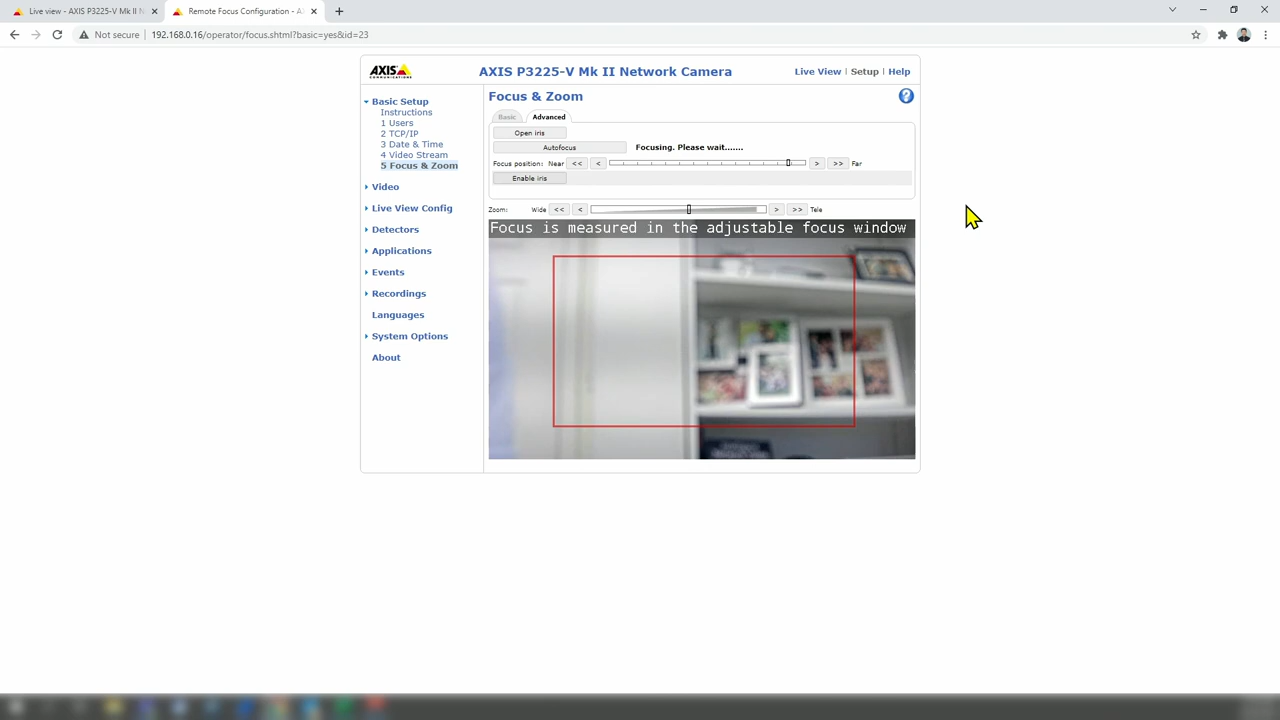 Live view - AXIS P3225-V Mk II N
Remote Focus Configuration - A
Not secure 192.168.0.16/operator/focus.shtml?basic=yes&id=23
AXIS
COMMUNICATIONS
AXIS P3225-V Mk II Network Camera
Live View | Setup | Help
Basic Setup
Instructions
1 Users
2 TCP/IP
3 Date & Time
4 Video Stream
5 Focus & Zoom
Video
Live View Config
Detectors
Applications
Events
Recordings
Languages
System Options
About
Focus & Zoom
?
Basic Advanced
Open iris
Autofocus Focusing. Please wait.......
Focus position: Near << < > >> Far
Enable iris
Zoom: Wide << < > >> Tele
Focus is measured in the adjustable focus window